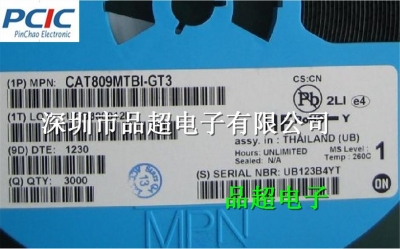 PCIC
PinChao Electronic
(1P) MPN: CAT809MTBI-GT3
CS:CN
Pb 2LI e4
(1T) LO
深圳市品超电子有限公司
assy. in: THAILAND (UB)
(9D) DTE: 1230
Hours: UNLIMITED
Sealed: N/A
MS Level: 1
Temp: 260C
(Q) QTY: 3000
(S) SERIAL NBR: UB123B4YT
ON
品超电子
MPN